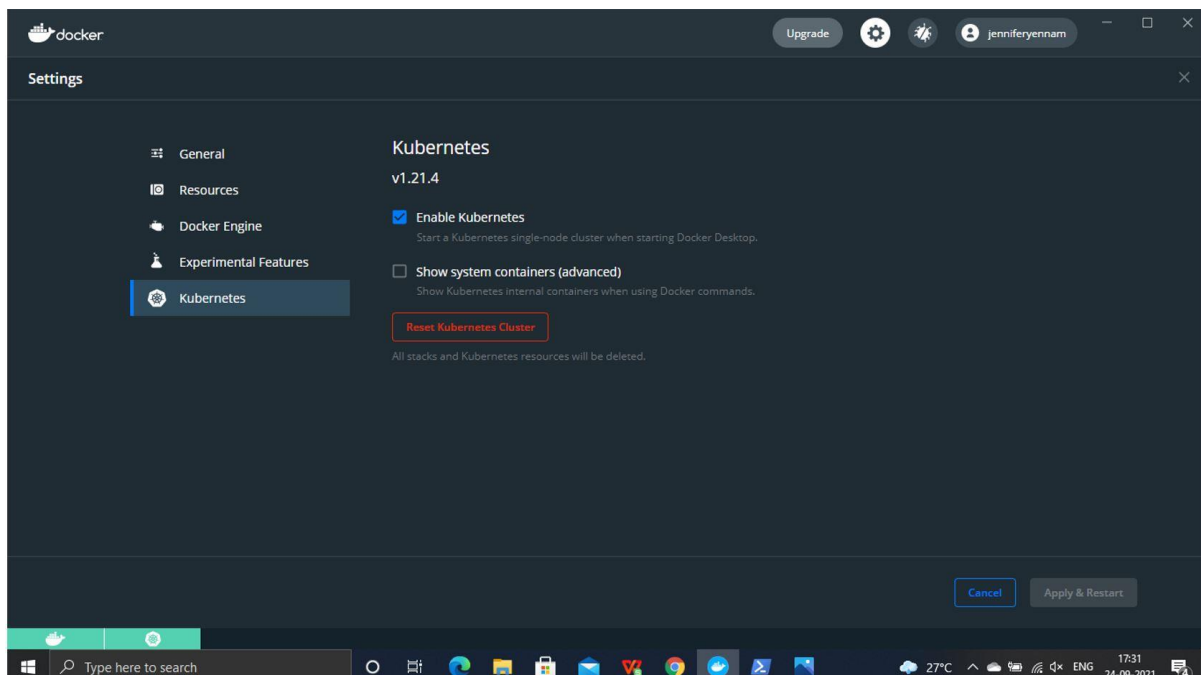 docker
Upgrade
jenniferyennam
Settings
General
Resources
Docker Engine
Experimental Features
Kubernetes
Kubernetes
v1.21.4
Enable Kubernetes
Start a Kubernetes single-node cluster when starting Docker Desktop.
Show system containers (advanced)
Show Kubernetes internal containers when using Docker commands.
Reset Kubernetes Cluster
All stacks and Kubernetes resources will be deleted.
Cancel
Apply & Restart
Type here to search
27°C
ENG
17:31
24-09-2021